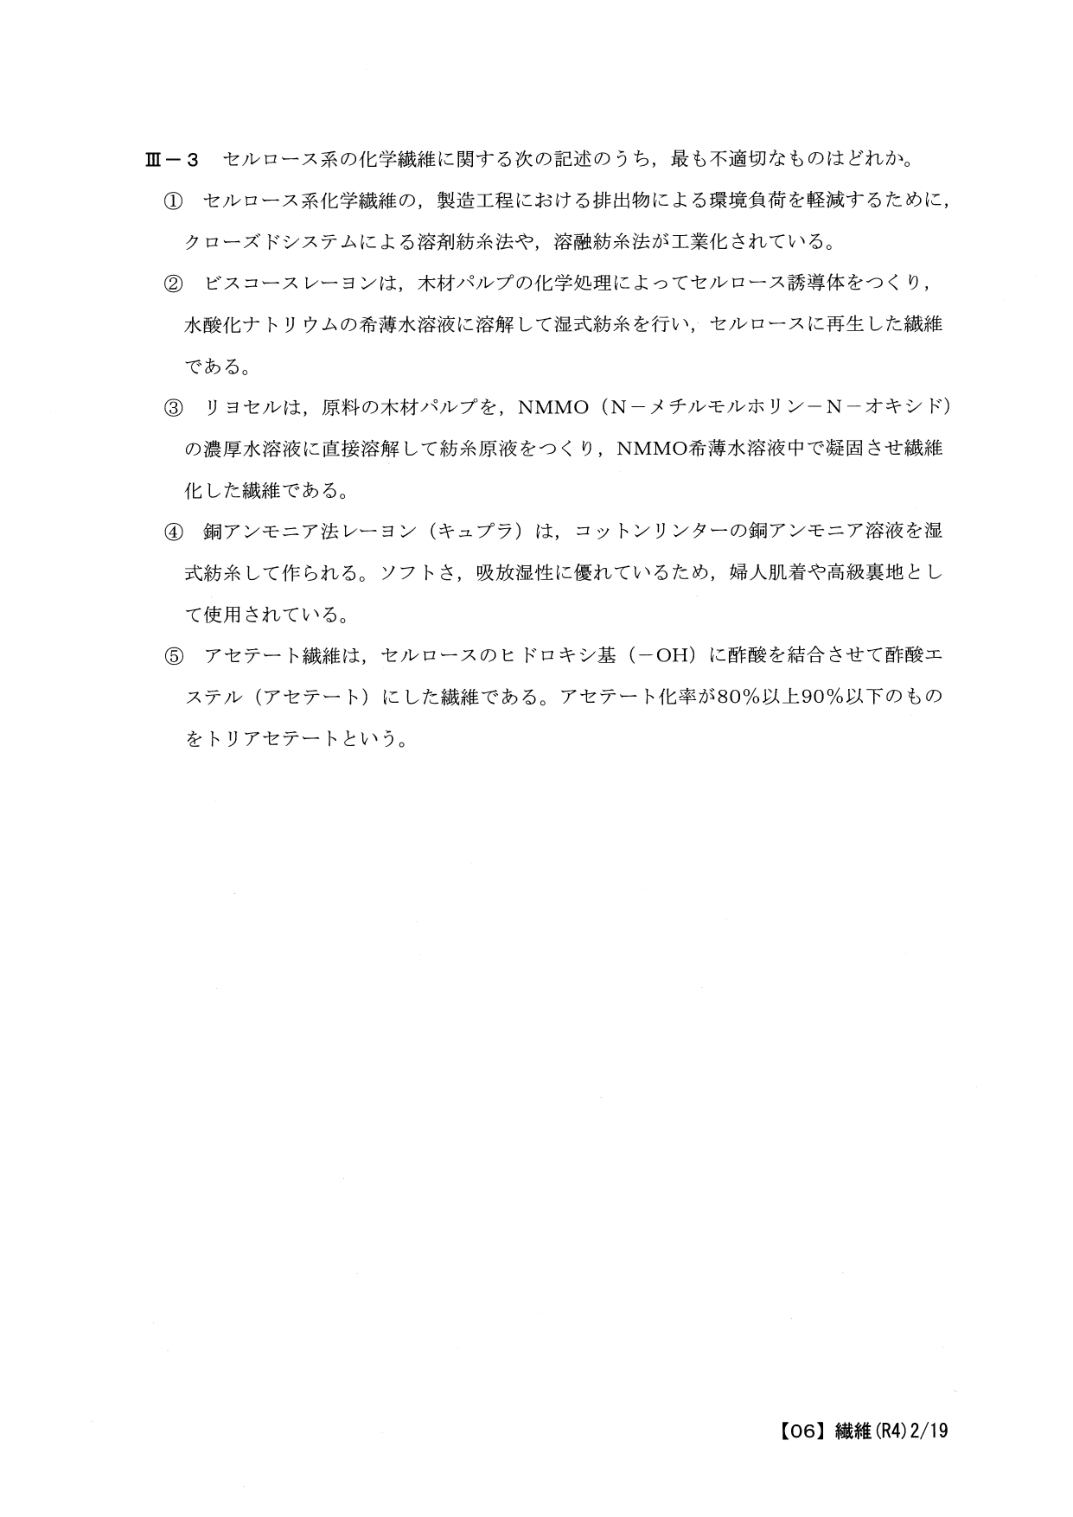 Ⅲ－３　セルロース系の化学繊維に関する次の記述のうち，最も不適切なものはどれか。
①　セルロース系化学繊維の，製造工程における排出物による環境負荷を軽減するために，
クローズドシステムによる溶剤紡糸法や，溶融紡糸法が工業化されている。
②　ビスコースレーヨンは，木材パルプの化学処理によってセルロース誘導体をつくり，
水酸化ナトリウムの希薄水溶液に溶解して湿式紡糸を行い，セルロースに再生した繊維
である。
③　リヨセルは，原料の木材パルプを，NMMO（N－メチルモルホリン－N－オキシド）
の濃厚水溶液に直接溶解して紡糸原液をつくり，NMMO希薄水溶液中で凝固させ繊維
化した繊維である。
④　銅アンモニア法レーヨン（キュプラ）は，コットンリンターの銅アンモニア溶液を湿
式紡糸して作られる。ソフトさ，吸放湿性に優れているため，婦人肌着や高級裏地とし
て使用されている。
⑤　アセテート繊維は，セルロースのヒドロキシ基（－OH）に酢酸を結合させて酢酸エ
ステル（アセテート）にした繊維である。アセテート化率が80％以上90％以下のもの
をトリアセテートという。
【06】繊維(R4)2/19